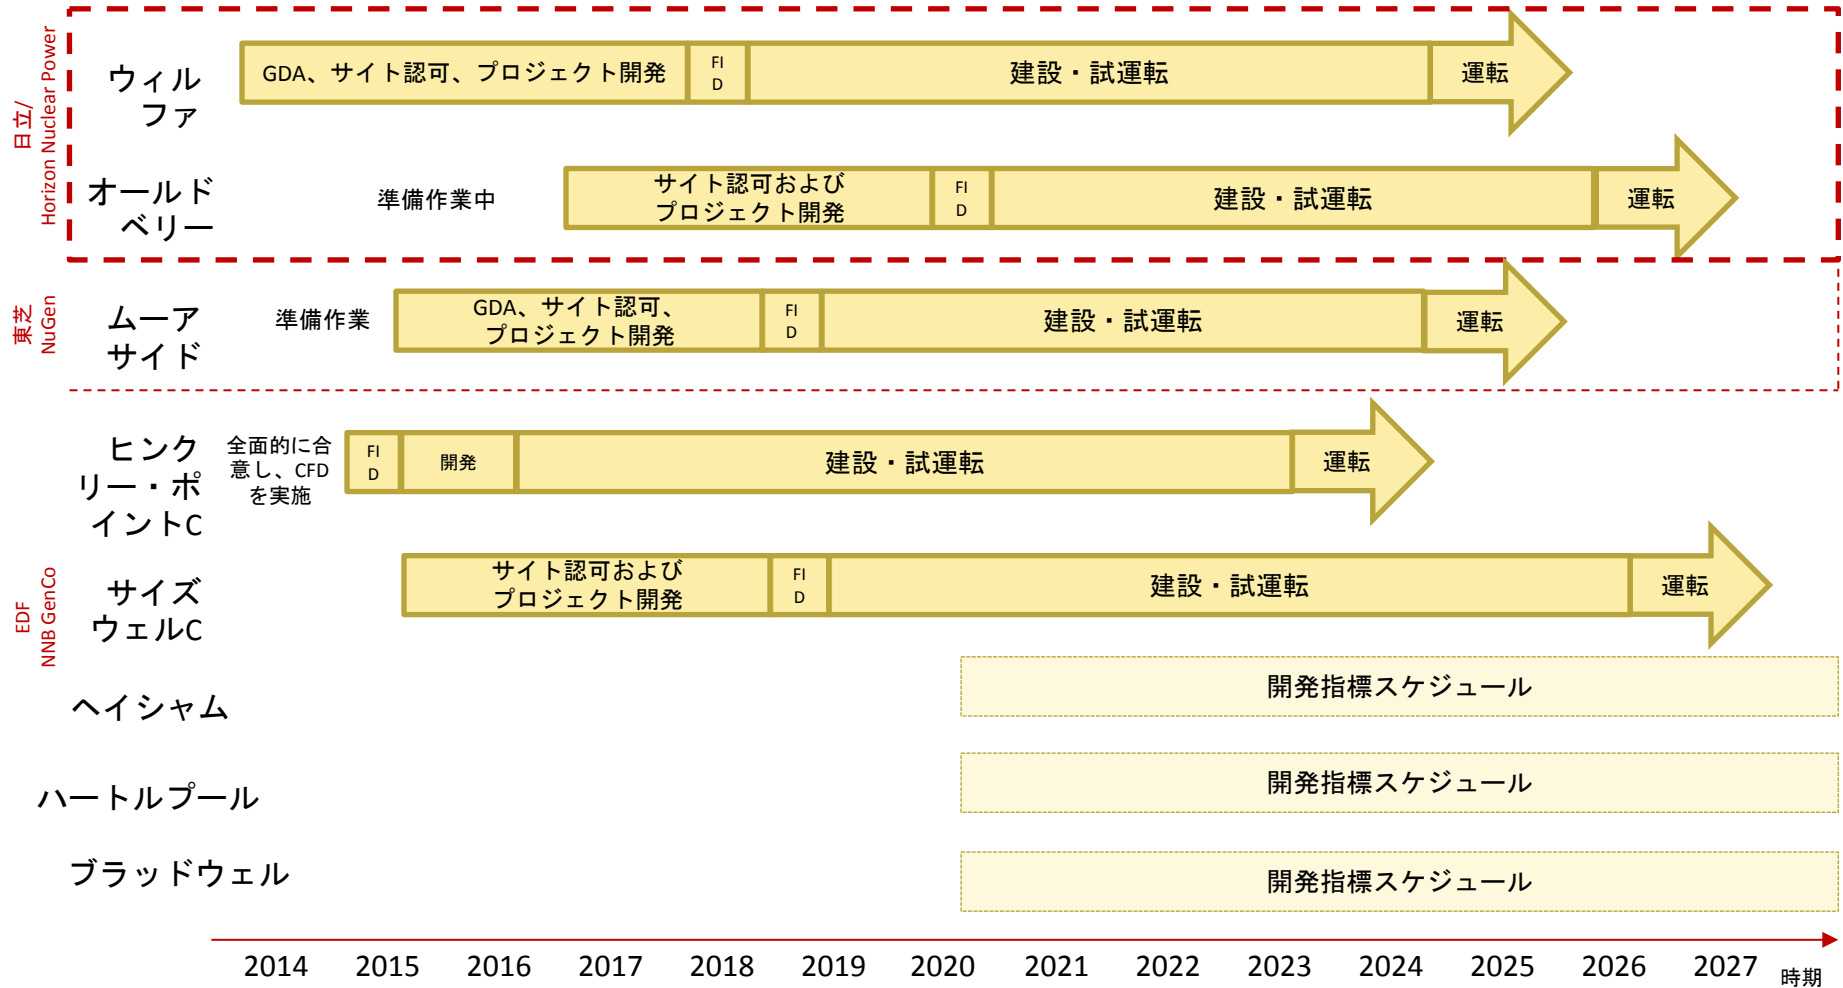 日立/
Horizon Nuclear Power
ウィル
ファ
GDA、サイト認可、プロジェクト開発
FI
D
建設・試運転
運転
オールド
ベリー
準備作業中
サイト認可および
プロジェクト開発
FI
D
建設・試運転
運転
東芝
NuGen
ムーア
サイド
準備作業
GDA、サイト認可、
プロジェクト開発
FI
D
建設・試運転
運転
EDF
NNB GenCo
ヒンク
リー・ポ
イントC
全面的に合
意し、CFD
を実施
FI
D
開発
建設・試運転
運転
サイズ
ウェルC
サイト認可および
プロジェクト開発
FI
D
建設・試運転
運転
ヘイシャム
開発指標スケジュール
ハートルプール
開発指標スケジュール
ブラッドウェル
開発指標スケジュール
2014 2015 2016 2017 2018 2019 2020 2021 2022 2023 2024 2025 2026 2027 時期